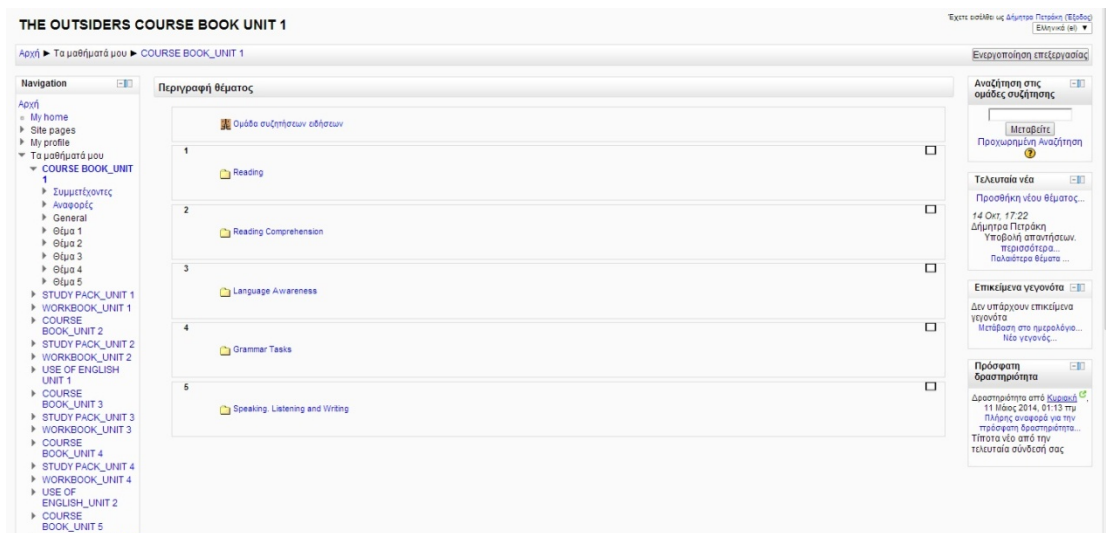 THE OUTSIDERS COURSE BOOK UNIT 1
Έχετε εισέλθει ως Δήμητρα Πετράκη (Έξοδος)
Ελληνικά (el) ▼
Αρχή ► Τα μαθήματά μου ► COURSE BOOK_UNIT 1
Ενεργοποίηση επεξεργασίας
Navigation
Αρχή
My home
Site pages
My profile
Τα μαθήματά μου
COURSE BOOK_UNIT
1
Συμμετέχοντες
Αναφορές
General
Θέμα 1
Θέμα 2
Θέμα 3
Θέμα 4
Θέμα 5
STUDY PACK_UNIT 1
WORKBOOK_UNIT 1
COURSE
BOOK_UNIT 2
STUDY PACK_UNIT 2
WORKBOOK_UNIT 2
USE OF ENGLISH
UNIT 1
COURSE
BOOK_UNIT 3
STUDY PACK_UNIT 3
WORKBOOK_UNIT 3
COURSE
BOOK_UNIT 4
STUDY PACK_UNIT 4
WORKBOOK_UNIT 4
USE OF
ENGLISH_UNIT 2
COURSE
BOOK_UNIT 5
Περιγραφή θέματος
Ομάδα συζητήσεων ειδήσεων
1
Reading
2
Reading Comprehension
3
Language Awareness
4
Grammar Tasks
5
Speaking, Listening and Writing
Αναζήτηση στις
ομάδες συζήτησης
Μεταβείτε
Προχωρημένη Αναζήτηση
Τελευταία νέα
Προσθήκη νέου θέματος...
14 Οκτ, 17:22
Δήμητρα Πετράκη
Υποβολή απαντήσεων.
περισσότερα...
Παλαιότερα θέματα ...
Επικείμενα γεγονότα
Δεν υπάρχουν επικείμενα
γεγονότα
Μετάβαση στο ημερολόγιο...
Νέο γεγονός...
Πρόσφατη
δραστηριότητα
Δραστηριότητα από Κυριακή,
11 Μάιος 2014, 01:13 πμ
Πλήρης αναφορά για την
πρόσφατη δραστηριότητα...
Τίποτα νέο από την
τελευταία σύνδεσή σας